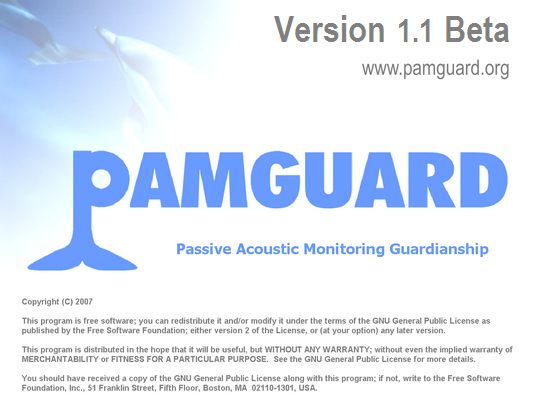 Version 1.1 Beta
www.pamguard.org
PAMGUARD
Passive Acoustic Monitoring Guardianship
Copyright (C) 2007
This program is free software; you can redistribute it and/or modify it under the terms of the GNU General Public License as
published by the Free Software Foundation; either version 2 of the License, or (at your option) any later version.
This program is distributed in the hope that it will be useful, but WITHOUT ANY WARRANTY; without even the implied warranty of
MERCHANTABILITY or FITNESS FOR A PARTICULAR PURPOSE.  See the GNU General Public License for more details.
You should have received a copy of the GNU General Public License along with this program; if not, write to the Free Software
Foundation, Inc., 51 Franklin Street, Fifth Floor, Boston, MA  02110-1301, USA.